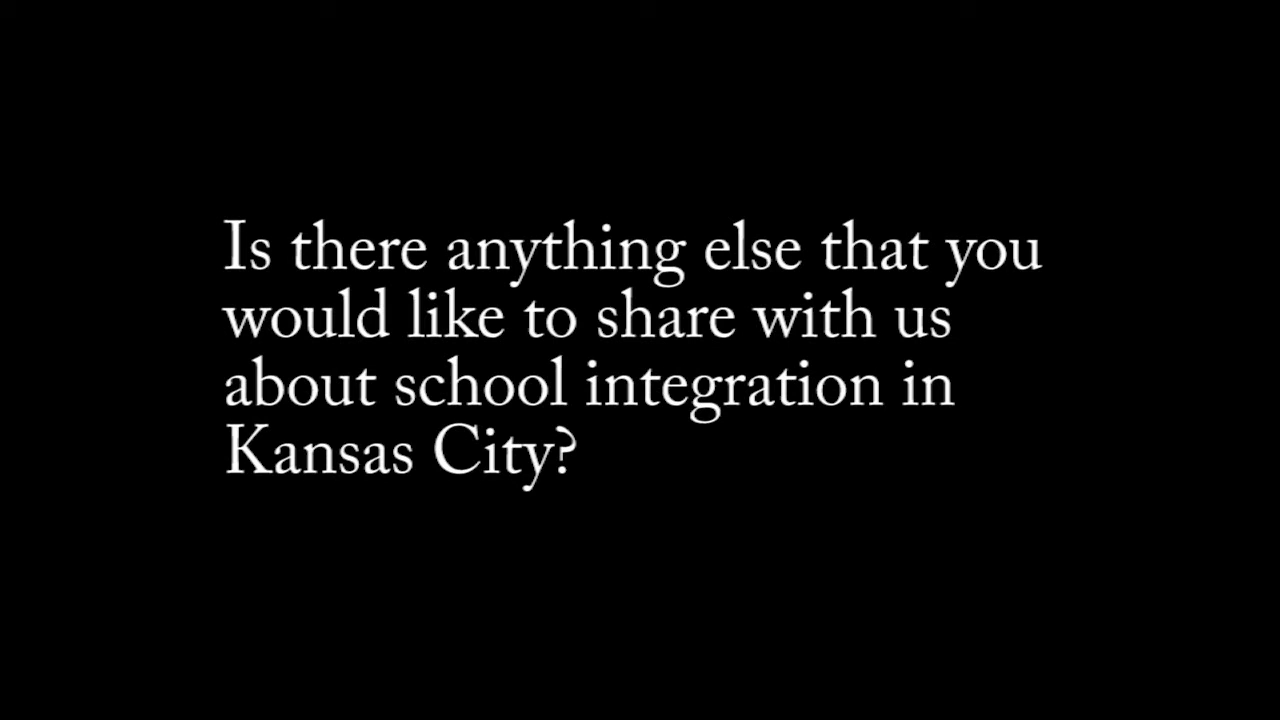 Is there anything else that you
would like to share with us
about school integration in
Kansas City?